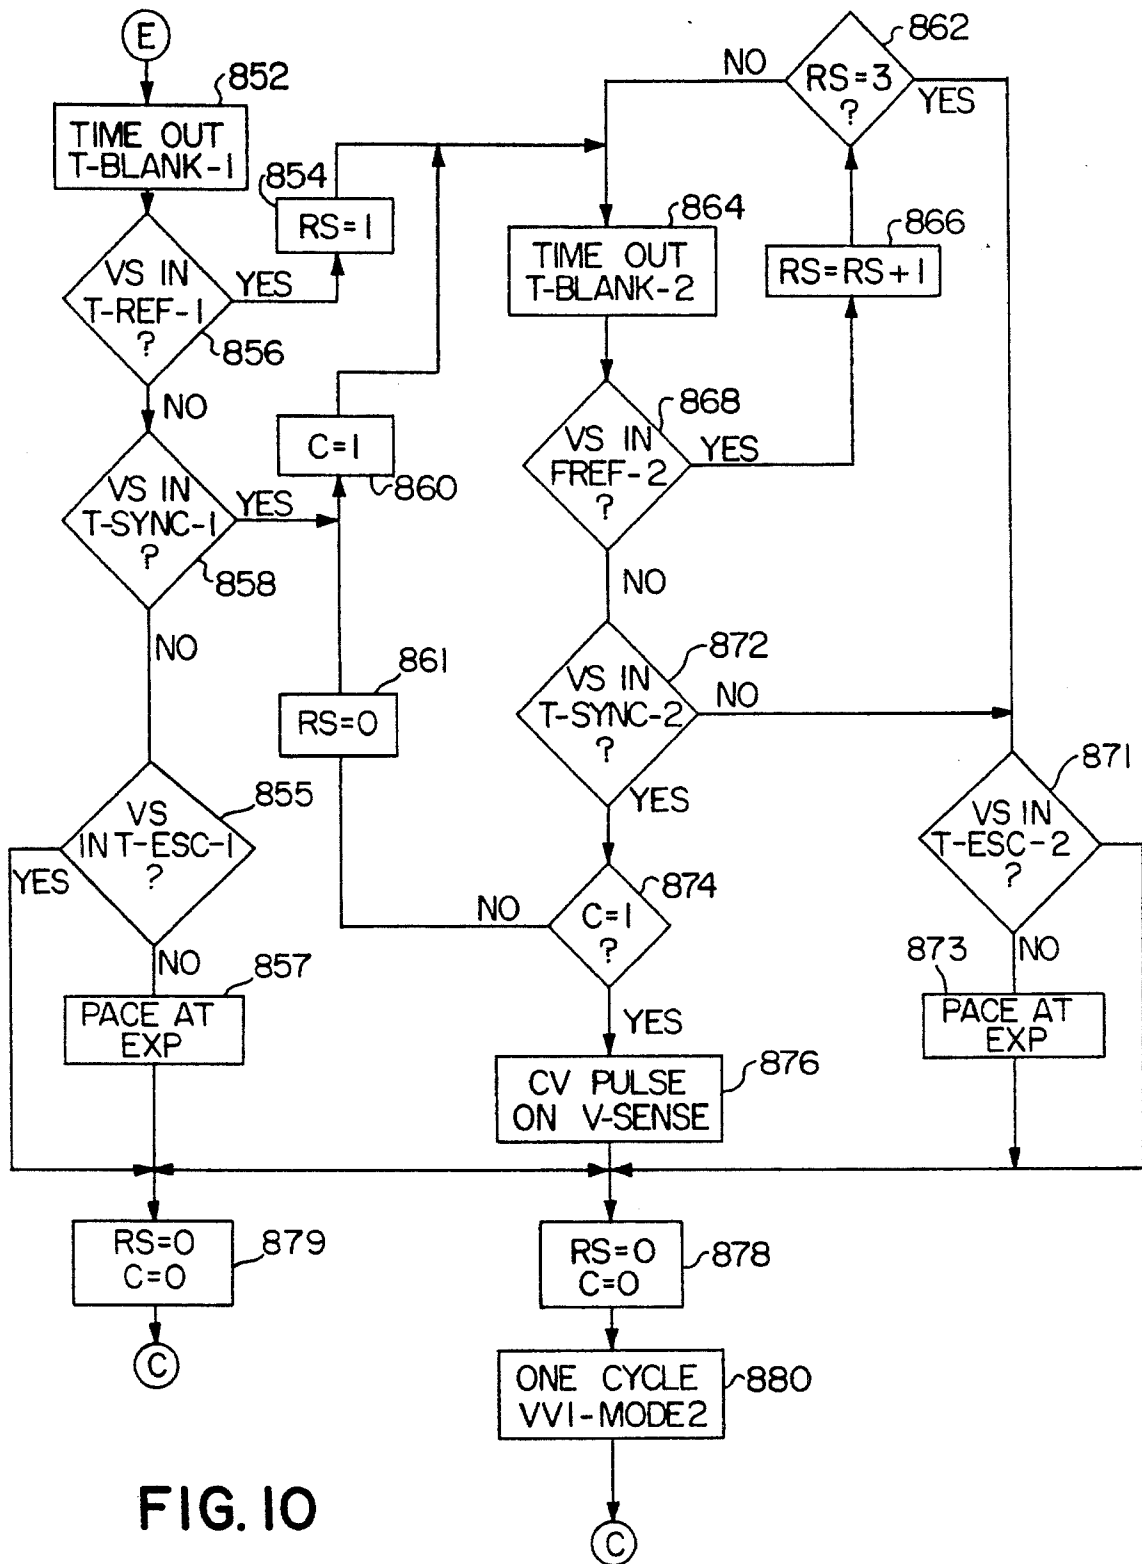 E
852
TIME OUT
T-BLANK-1
854
RS=1
VS IN
T-REF-1
?
YES
856
NO
C=1
860
VS IN
T-SYNC-1
?
YES
858
NO
861
RS=0
VS
IN T-ESC-1
?
855
YES
NO
857
PACE AT
EXP
RS=0
C=0
879
C
862
RS=3
?
NO
YES
864
TIME OUT
T-BLANK-2
866
RS=RS+1
868
VS IN
FREF-2
?
YES
NO
872
VS IN
T-SYNC-2
?
NO
YES
874
C=1
?
NO
YES
871
VS IN
T-ESC-2
?
NO
873
PACE AT
EXP
CV PULSE
ON V-SENSE
876
RS=0
C=0
878
ONE CYCLE
VV1-MODE2
880
C
FIG. 10